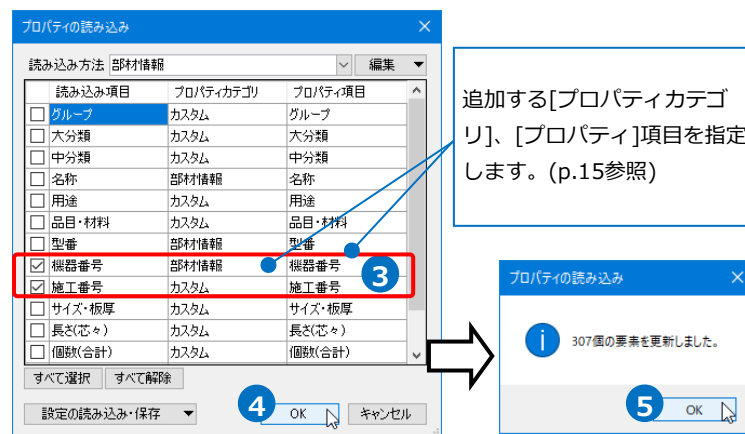 プロパティの読み込み
読み込み方法 部材情報 編集
読み込み項目 プロパティカテゴリ プロパティ項目
グループ カスタム グループ
大分類 カスタム 大分類
中分類 カスタム 中分類
名称 部材情報 名称
用途 カスタム 用途
品目・材料 カスタム 品目・材料
型番 部材情報 型番
機器番号 部材情報 機器番号
施工番号 カスタム 施工番号
3
サイズ・板厚 カスタム サイズ・板厚
長さ(芯々) カスタム 長さ(芯々)
個数(合計) カスタム 個数(合計)
すべて選択 すべて解除
設定の読み込み・保存 4 OK キャンセル
追加する[プロパティカテゴ
リ]、[プロパティ]項目を指定
します。(p.15参照)
プロパティの読み込み
307個の要素を更新しました。
5 OK